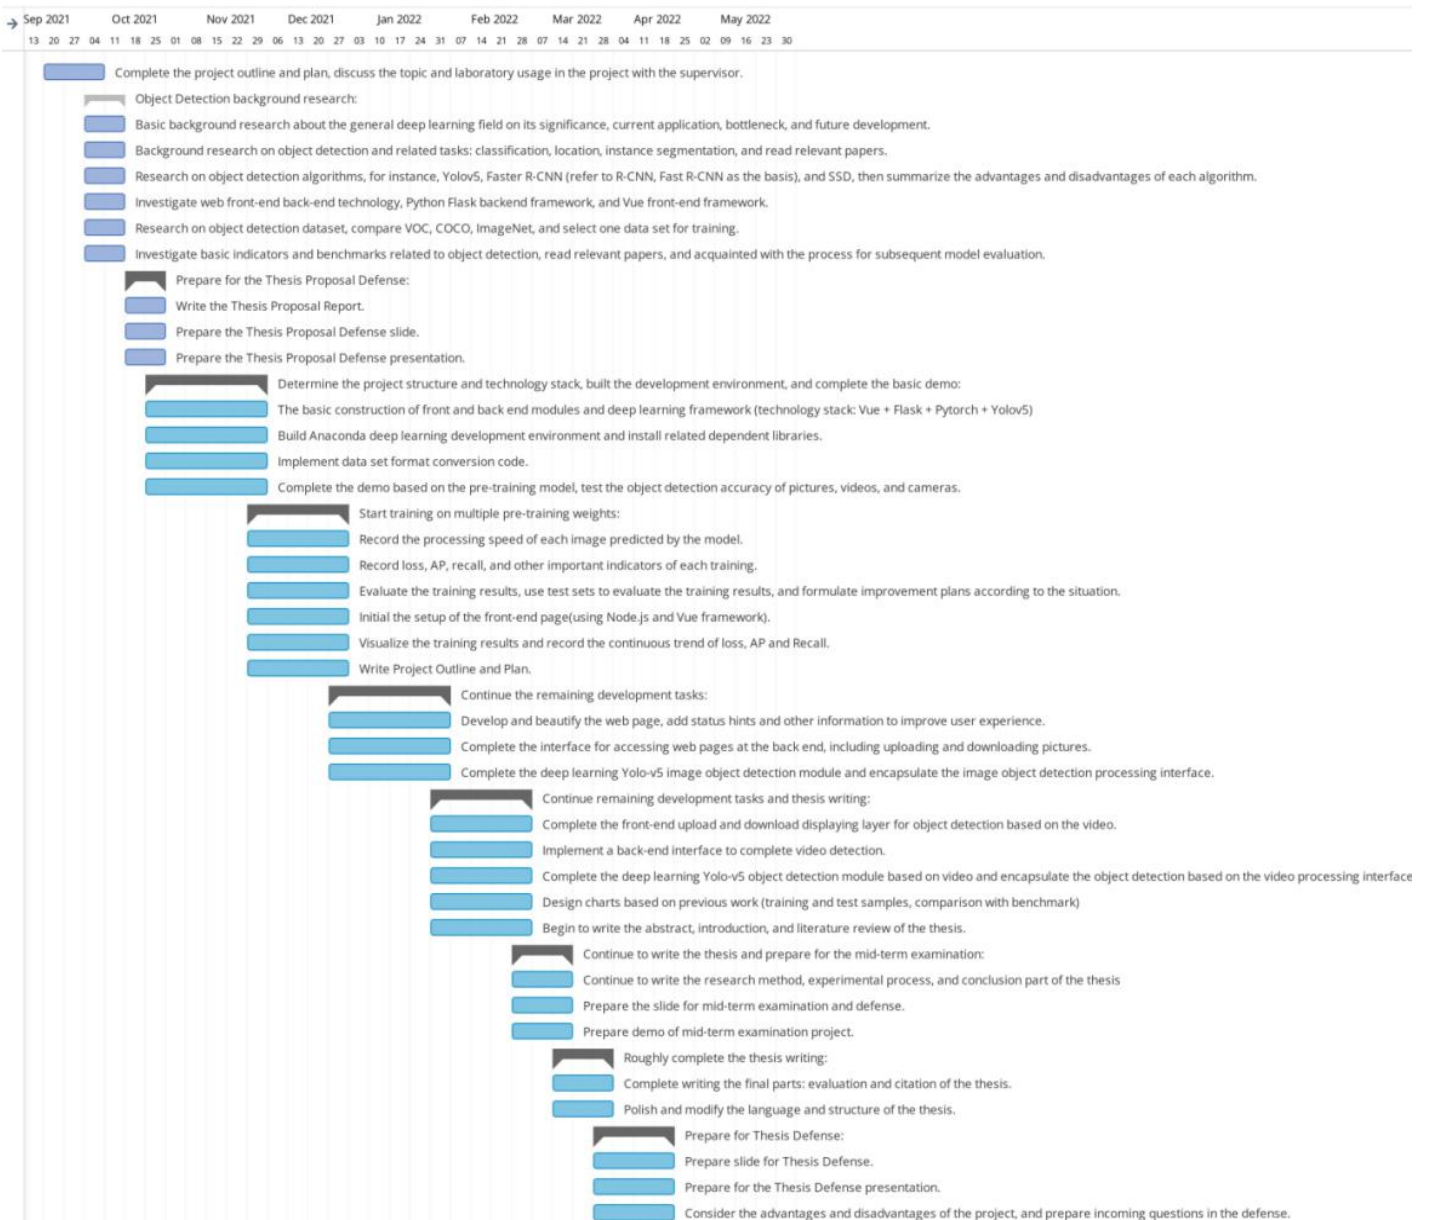 Sep 2021 Oct 2021 Nov 2021 Dec 2021 Jan 2022 Feb 2022 Mar 2022 Apr 2022 May 2022
13 20 27 04 11 18 25 01 08 15 22 29 06 13 20 27 03 10 17 24 31 07 14 21 28 07 14 21 28 04 11 18 25 02 09 16 23 30
Complete the project outline and plan, discuss the topic and laboratory usage in the project with the supervisor.
Object Detection background research:
Basic background research about the general deep learning field on its significance, current application, bottleneck, and future development.
Background research on object detection and related tasks: classification, location, instance segmentation, and read relevant papers.
Research on object detection algorithms, for instance, Yolov5, Faster R-CNN (refer to R-CNN, Fast R-CNN as the basis), and SSD, then summarize the advantages and disadvantages of each algorithm.
Investigate web front-end back-end technology, Python Flask backend framework, and Vue front-end framework.
Research on object detection dataset, compare VOC, COCO, ImageNet, and select one data set for training.
Investigate basic indicators and benchmarks related to object detection, read relevant papers, and acquainted with the process for subsequent model evaluation.
Prepare for the Thesis Proposal Defense:
Write the Thesis Proposal Report.
Prepare the Thesis Proposal Defense slide.
Prepare the Thesis Proposal Defense presentation.
Determine the project structure and technology stack, built the development environment, and complete the basic demo:
The basic construction of front and back end modules and deep learning framework (technology stack: Vue + Flask + Pytorch + Yolov5)
Build Anaconda deep learning development environment and install related dependent libraries.
Implement data set format conversion code.
Complete the demo based on the pre-training model, test the object detection accuracy of pictures, videos, and cameras.
Start training on multiple pre-training weights:
Record the processing speed of each image predicted by the model.
Record loss, AP, recall, and other important indicators of each training.
Evaluate the training results, use test sets to evaluate the training results, and formulate improvement plans according to the situation.
Initial the setup of the front-end page(using Node.js and Vue framework).
Visualize the training results and record the continuous trend of loss, AP and Recall.
Write Project Outline and Plan.
Continue the remaining development tasks:
Develop and beautify the web page, add status hints and other information to improve user experience.
Complete the interface for accessing web pages at the back end, including uploading and downloading pictures.
Complete the deep learning Yolo-v5 image object detection module and encapsulate the image object detection processing interface.
Continue remaining development tasks and thesis writing:
Complete the front-end upload and download displaying layer for object detection based on the video.
Implement a back-end interface to complete video detection.
Complete the deep learning Yolo-v5 object detection module based on video and encapsulate the object detection based on the video processing interface
Design charts based on previous work (training and test samples, comparison with benchmark)
Begin to write the abstract, introduction, and literature review of the thesis.
Continue to write the thesis and prepare for the mid-term examination:
Continue to write the research method, experimental process, and conclusion part of the thesis
Prepare the slide for mid-term examination and defense.
Prepare demo of mid-term examination project.
Roughly complete the thesis writing:
Complete writing the final parts: evaluation and citation of the thesis.
Polish and modify the language and structure of the thesis.
Prepare for Thesis Defense:
Prepare slide for Thesis Defense.
Prepare for the Thesis Defense presentation.
Consider the advantages and disadvantages of the project, and prepare incoming questions in the defense.